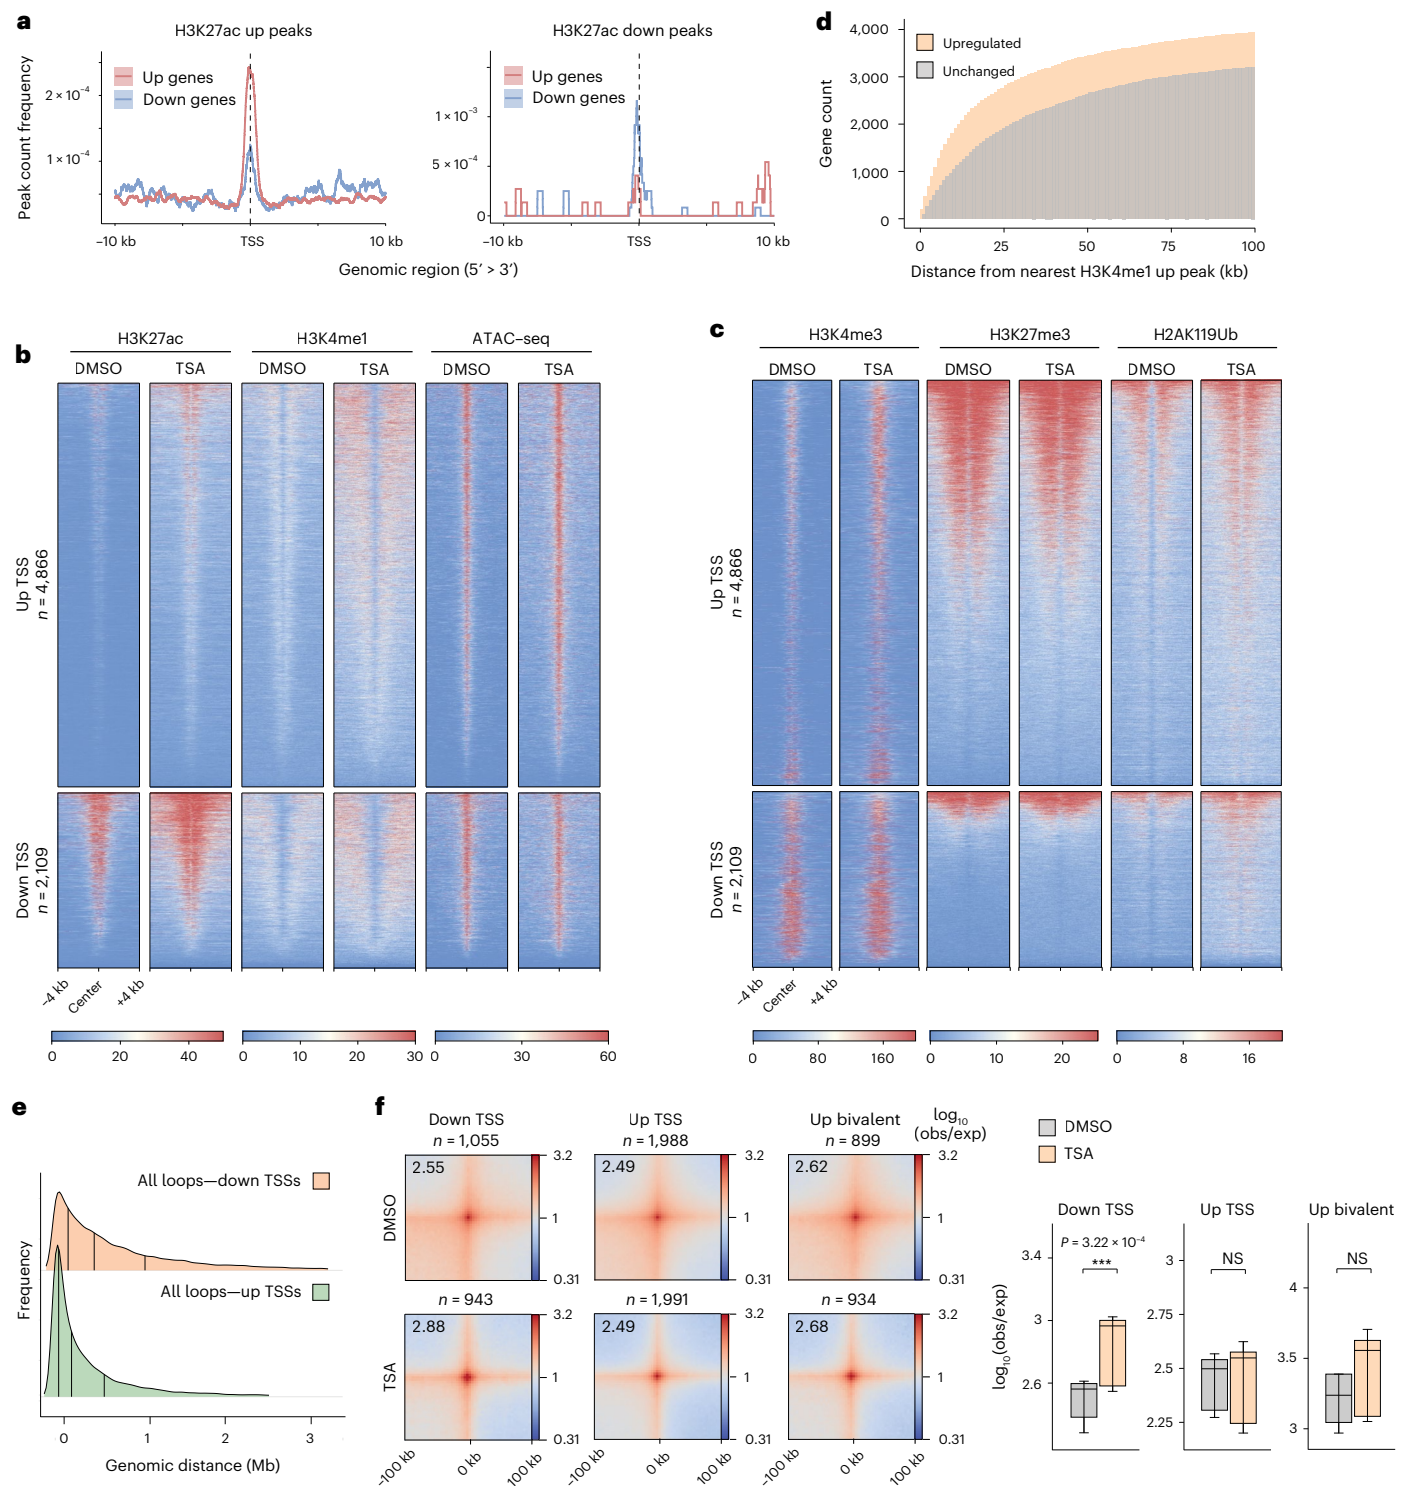 a
H3K27ac up peaks
H3K27ac down peaks
Peak count frequency
2 × 10⁻⁴
1 × 10⁻⁴
Up genes
Down genes
−10 kb
TSS
10 kb
1 × 10⁻³
5 × 10⁻⁴
0
Up genes
Down genes
−10 kb
TSS
10 kb
Genomic region (5′ > 3′)
d
Gene count
4,000
3,000
2,000
1,000
0
Upregulated
Unchanged
0
25
50
75
100
Distance from nearest H3K4me1 up peak (kb)
b
H3K27ac
H3K4me1
ATAC–seq
DMSO
TSA
DMSO
TSA
DMSO
TSA
Up TSS
n = 4,866
Down TSS
n = 2,109
−4 kb
Center
+4 kb
0
20
40
0
10
20
30
0
30
60
c
H3K4me3
H3K27me3
H2AK119Ub
DMSO
TSA
DMSO
TSA
DMSO
TSA
Up TSS
n = 4,866
Down TSS
n = 2,109
−4 kb
Center
+4 kb
0
80
160
0
10
20
0
8
16
e
Frequency
All loops—down TSSs
All loops—up TSSs
0
1
2
3
Genomic distance (Mb)
f
Down TSS
n = 1,055
Up TSS
n = 1,988
Up bivalent
n = 899
log₁₀
(obs/exp)
DMSO
2.55
3.2
1
0.31
2.49
3.2
1
0.31
2.62
3.2
1
0.31
n = 943
n = 1,991
n = 934
TSA
2.88
3.2
1
0.31
2.49
3.2
1
0.31
2.68
3.2
1
0.31
−100 kb
0 kb
100 kb
−100 kb
0 kb
100 kb
−100 kb
0 kb
100 kb
DMSO
TSA
log₁₀(obs/exp)
Down TSS
P = 3.22 × 10⁻⁴
***
3.4
3
2.6
Up TSS
NS
3
2.75
2.5
2.25
Up bivalent
NS
4
3.5
3